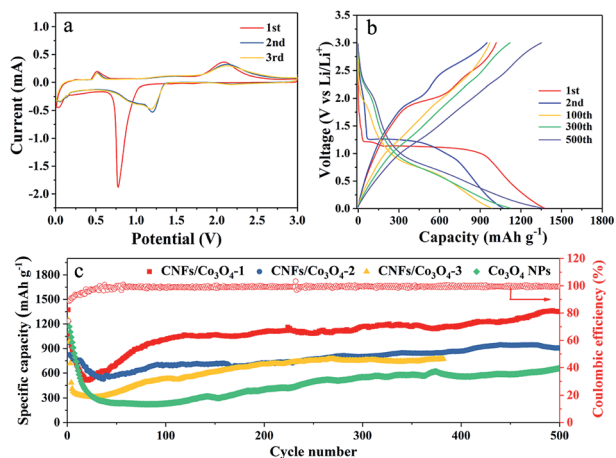 a
1st
2nd
3rd
Current (mA)
1.0
0.5
0.0
-0.5
-1.0
-1.5
-2.0
0.0 0.5 1.0 1.5 2.0 2.5 3.0
Potential (V)
b
1st
2nd
100th
300th
500th
Voltage (V vs Li/Li⁺)
3.5
3.0
2.5
2.0
1.5
1.0
0.5
0.0
0 300 600 900 1200 1500 1800
Capacity (mAh g⁻¹)
c
CNFs/Co₃O₄-1 CNFs/Co₃O₄-2 CNFs/Co₃O₄-3 Co₃O₄ NPs
Specific capacity (mAh g⁻¹)
1800
1500
1200
900
600
300
0
0 100 200 300 400 500
Cycle number
100
80
60
40
20
0
Coulombic efficiency (%)